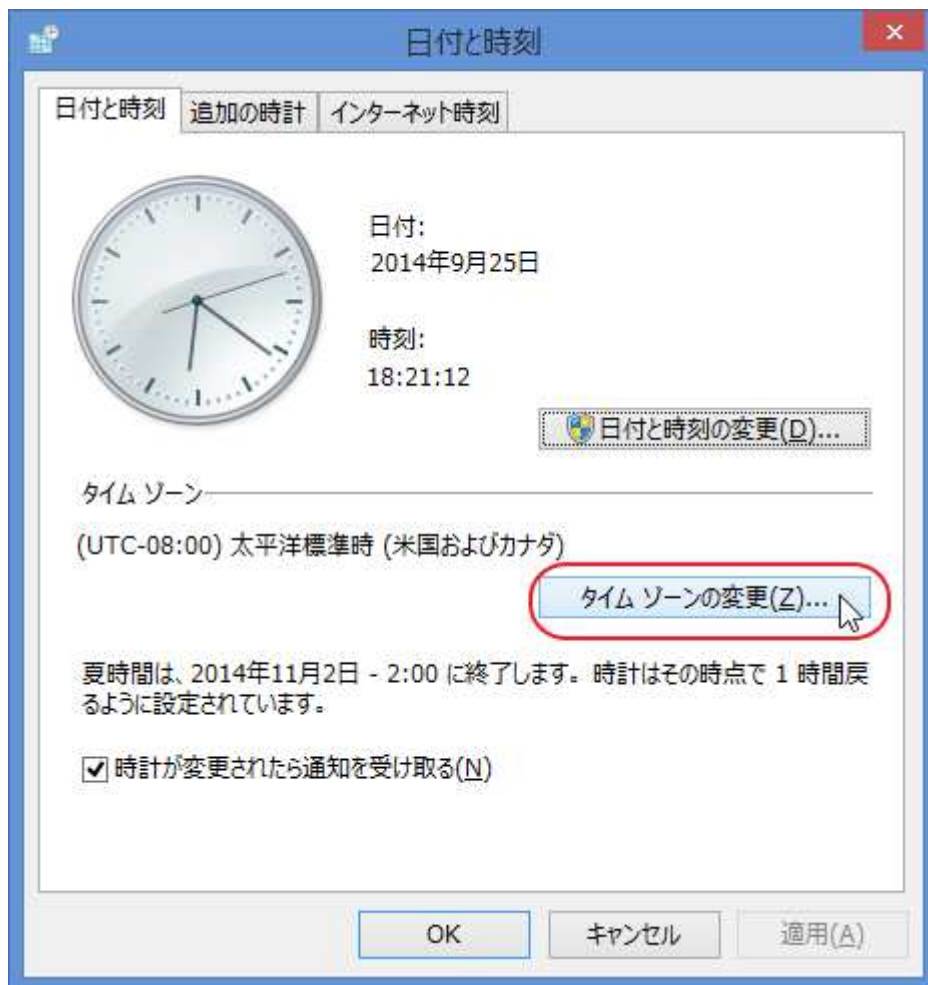 日付と時刻
日付と時刻 追加の時計 インターネット時刻
日付:
2014年9月25日
時刻:
18:21:12
日付と時刻の変更(D)...
タイム ゾーン
(UTC-08:00) 太平洋標準時 (米国およびカナダ)
タイム ゾーンの変更(Z)...
夏時間は、2014年11月2日 - 2:00 に終了します。時計はその時点で 1 時間戻
るように設定されています。
時計が変更されたら通知を受け取る(N)
OK キャンセル 適用(A)